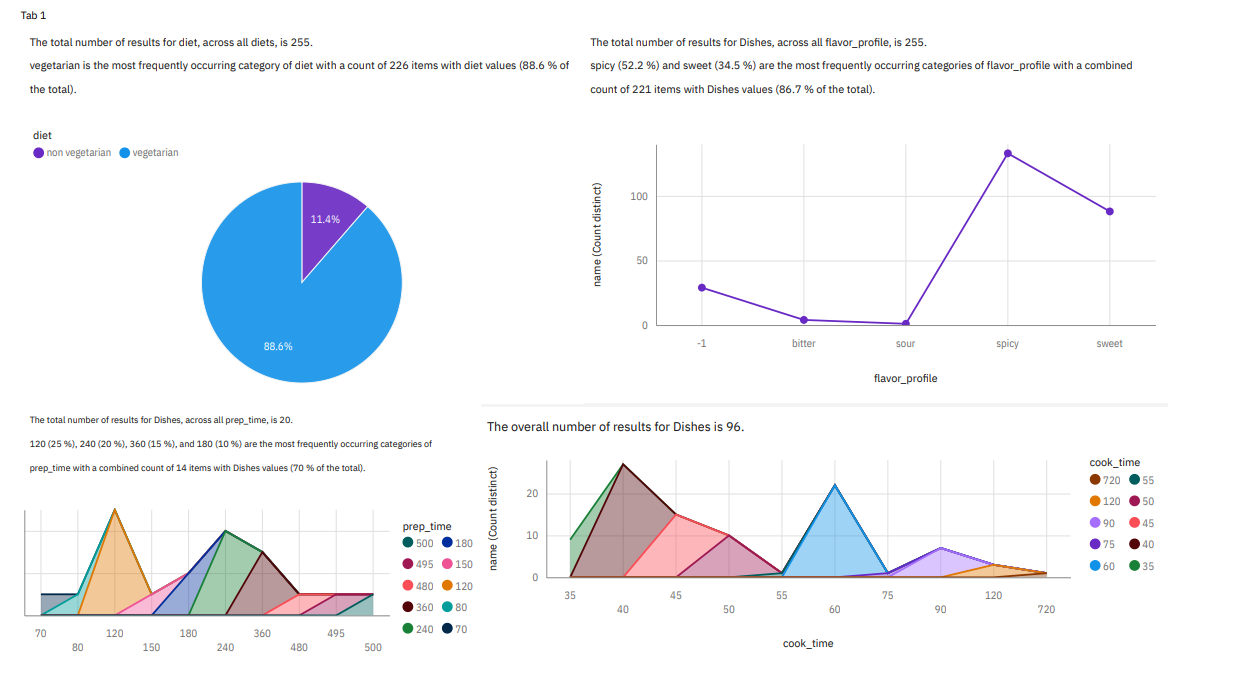 Tab 1
The total number of results for diet, across all diets, is 255.
vegetarian is the most frequently occurring category of diet with a count of 226 items with diet values (88.6 % of
the total).
diet
non vegetarian vegetarian
11.4%
88.6%
The total number of results for Dishes, across all flavor_profile, is 255.
spicy (52.2 %) and sweet (34.5 %) are the most frequently occurring categories of flavor_profile with a combined
count of 221 items with Dishes values (86.7 % of the total).
name (Count distinct)
100
50
0
-1 bitter sour spicy sweet
flavor_profile
The total number of results for Dishes, across all prep_time, is 20.
120 (25 %), 240 (20 %), 360 (15 %), and 180 (10 %) are the most frequently occurring categories of
prep_time with a combined count of 14 items with Dishes values (70 % of the total).
70 120 180 360 495
80 150 240 480 500
prep_time
500 180
495 150
480 120
360 80
240 70
The overall number of results for Dishes is 96.
name (Count distinct)
20
10
0
35 45 55 75 120
40 50 60 90 720
cook_time
cook_time
720 55
120 50
90 45
75 40
60 35